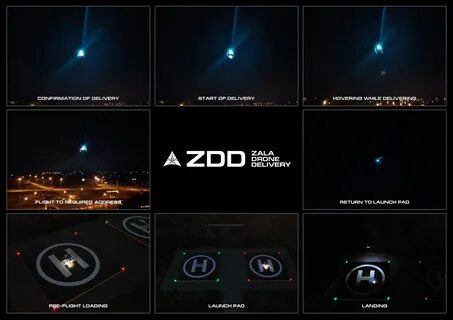 CONFIRMATION OF DELIVERY
START OF DELIVERY
HOVERING WHILE DELIVERING
FLIGHT TO REQUIRED ADDRESS
ZDD
ZALA
DRONE
DELIVERY
RETURN TO LAUNCH PAD
H
PRE-FLIGHT LOADING
H
H
LAUNCH PAD
H
LANDING